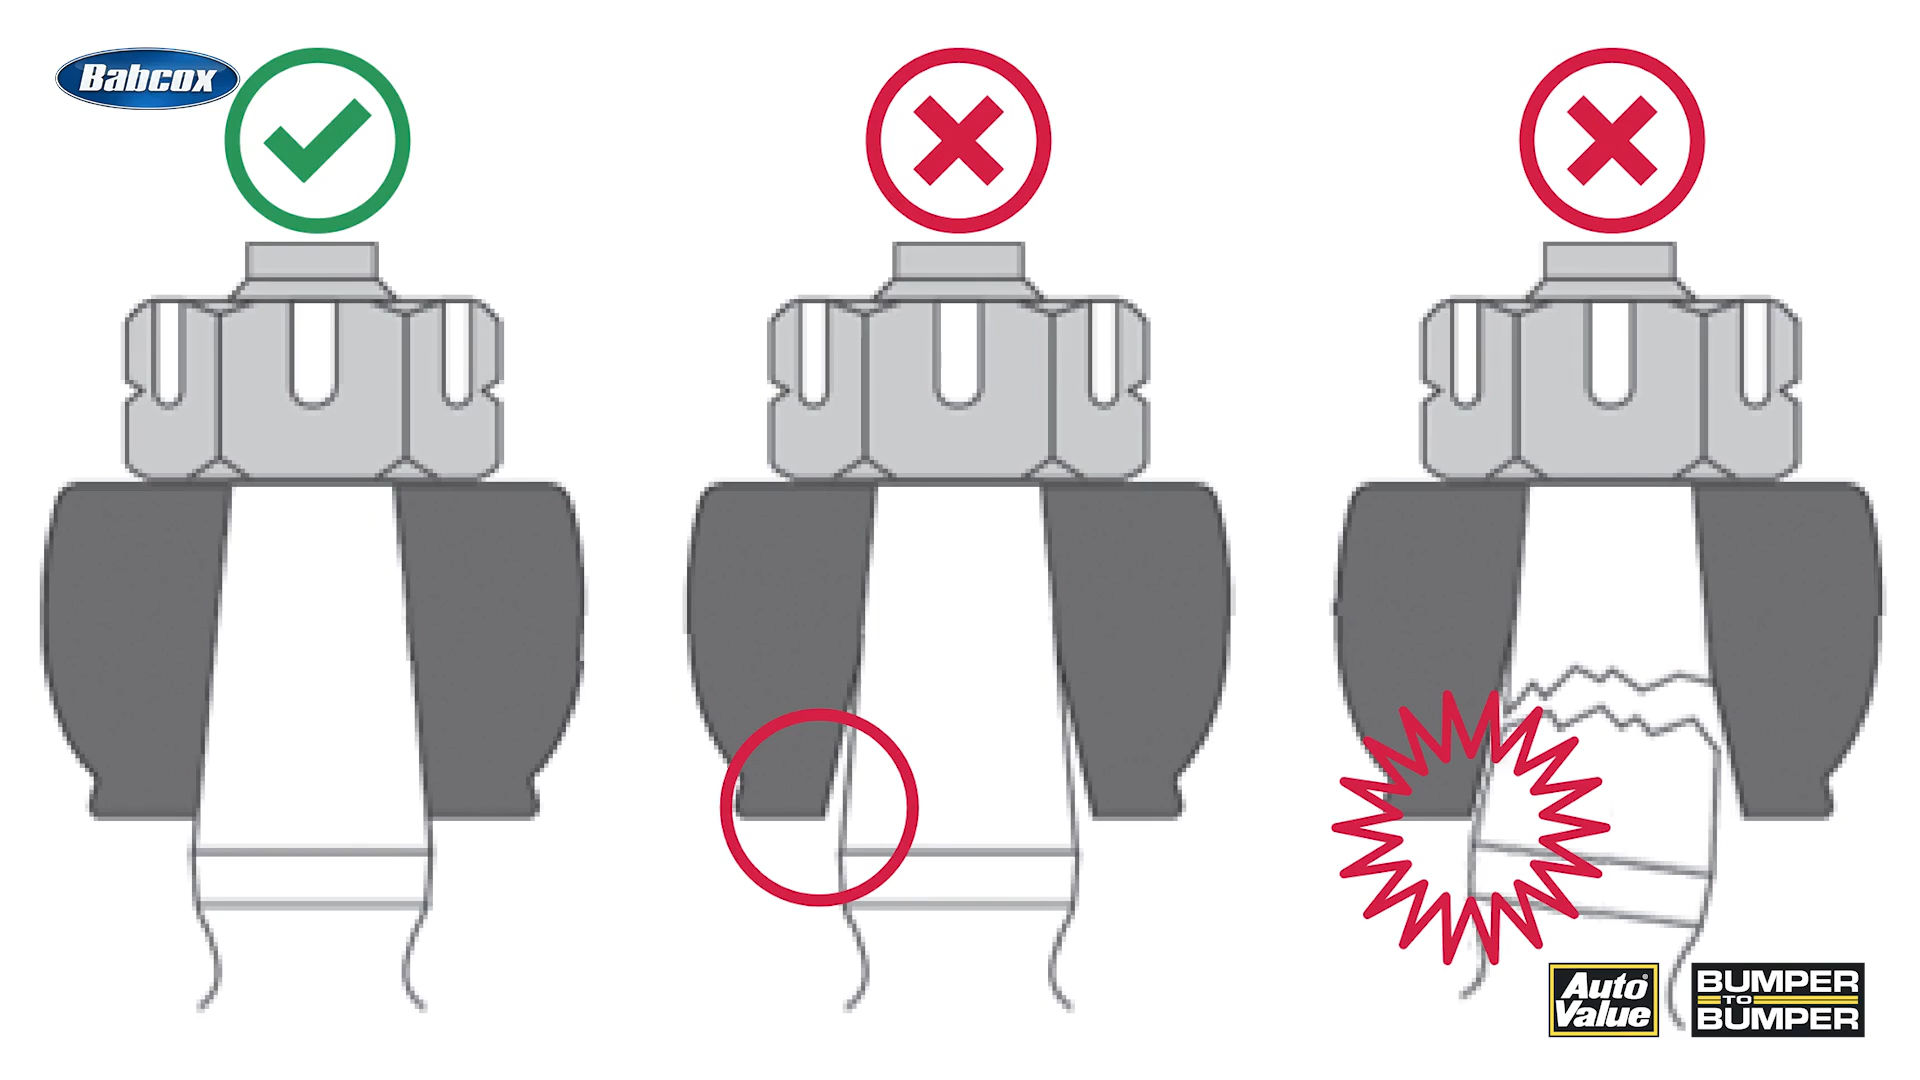 Babcox
Auto
Value
BUMPER
TO
BUMPER